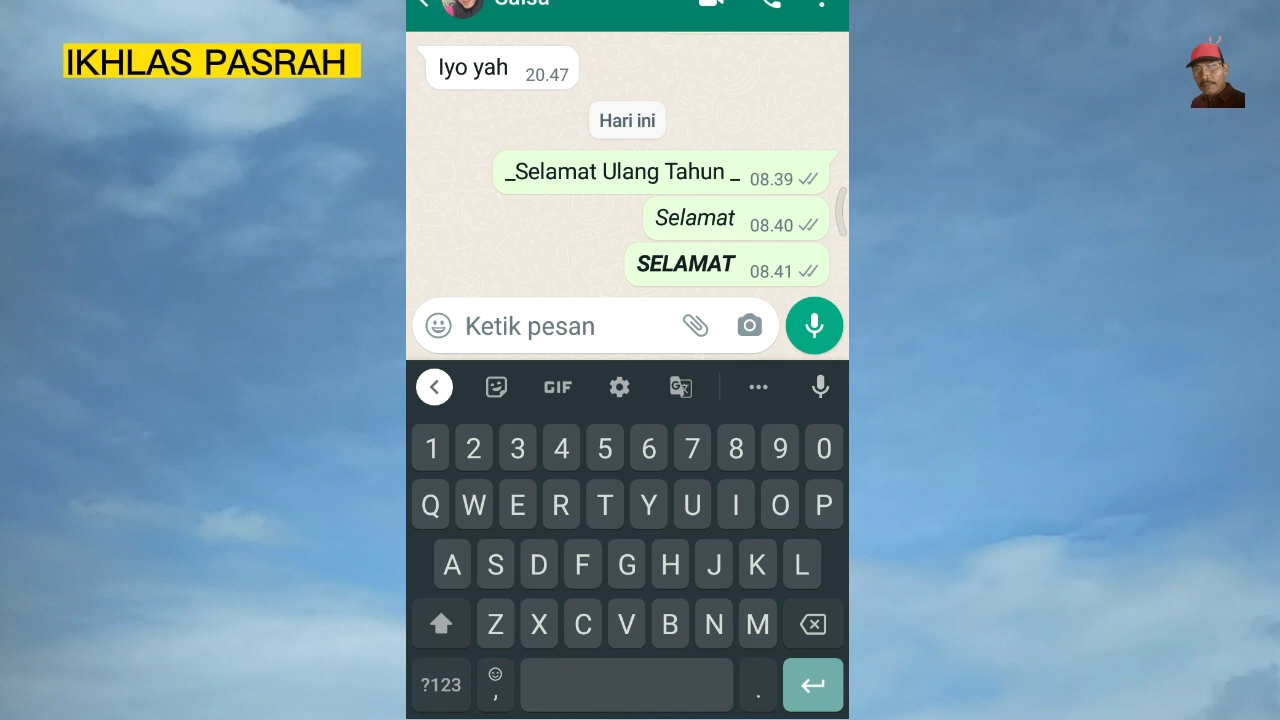 IKHLAS PASRAH
Salsa
Iyo yah 20.47
Hari ini
_Selamat Ulang Tahun _ 08.39
Selamat 08.40
SELAMAT 08.41
Ketik pesan
GIF
1 2 3 4 5 6 7 8 9 0
Q W E R T Y U I O P
A S D F G H J K L
Z X C V B N M
?123 , .